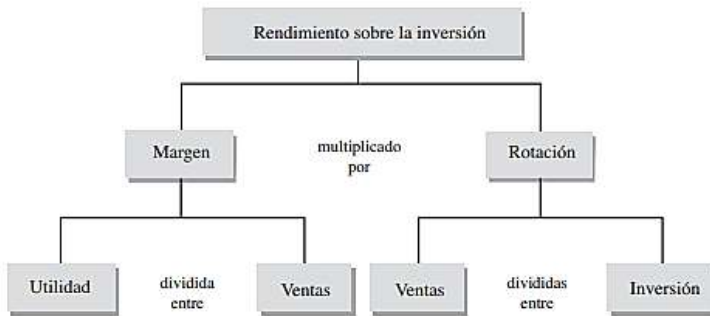 Rendimiento sobre la inversión
Margen
multiplicado
por
Rotación
Utilidad
dividida
entre
Ventas
Ventas
divididas
entre
Inversión